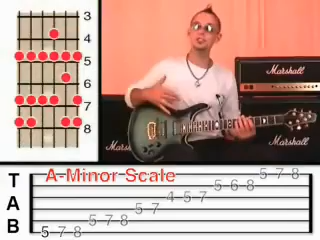 3
4
5
6
7
8
Marshall
Marshall
A-Minor Scale
T
A
B
5-7-8
5-7-8
5-7
4-5-7
5-6-8
5-7-8